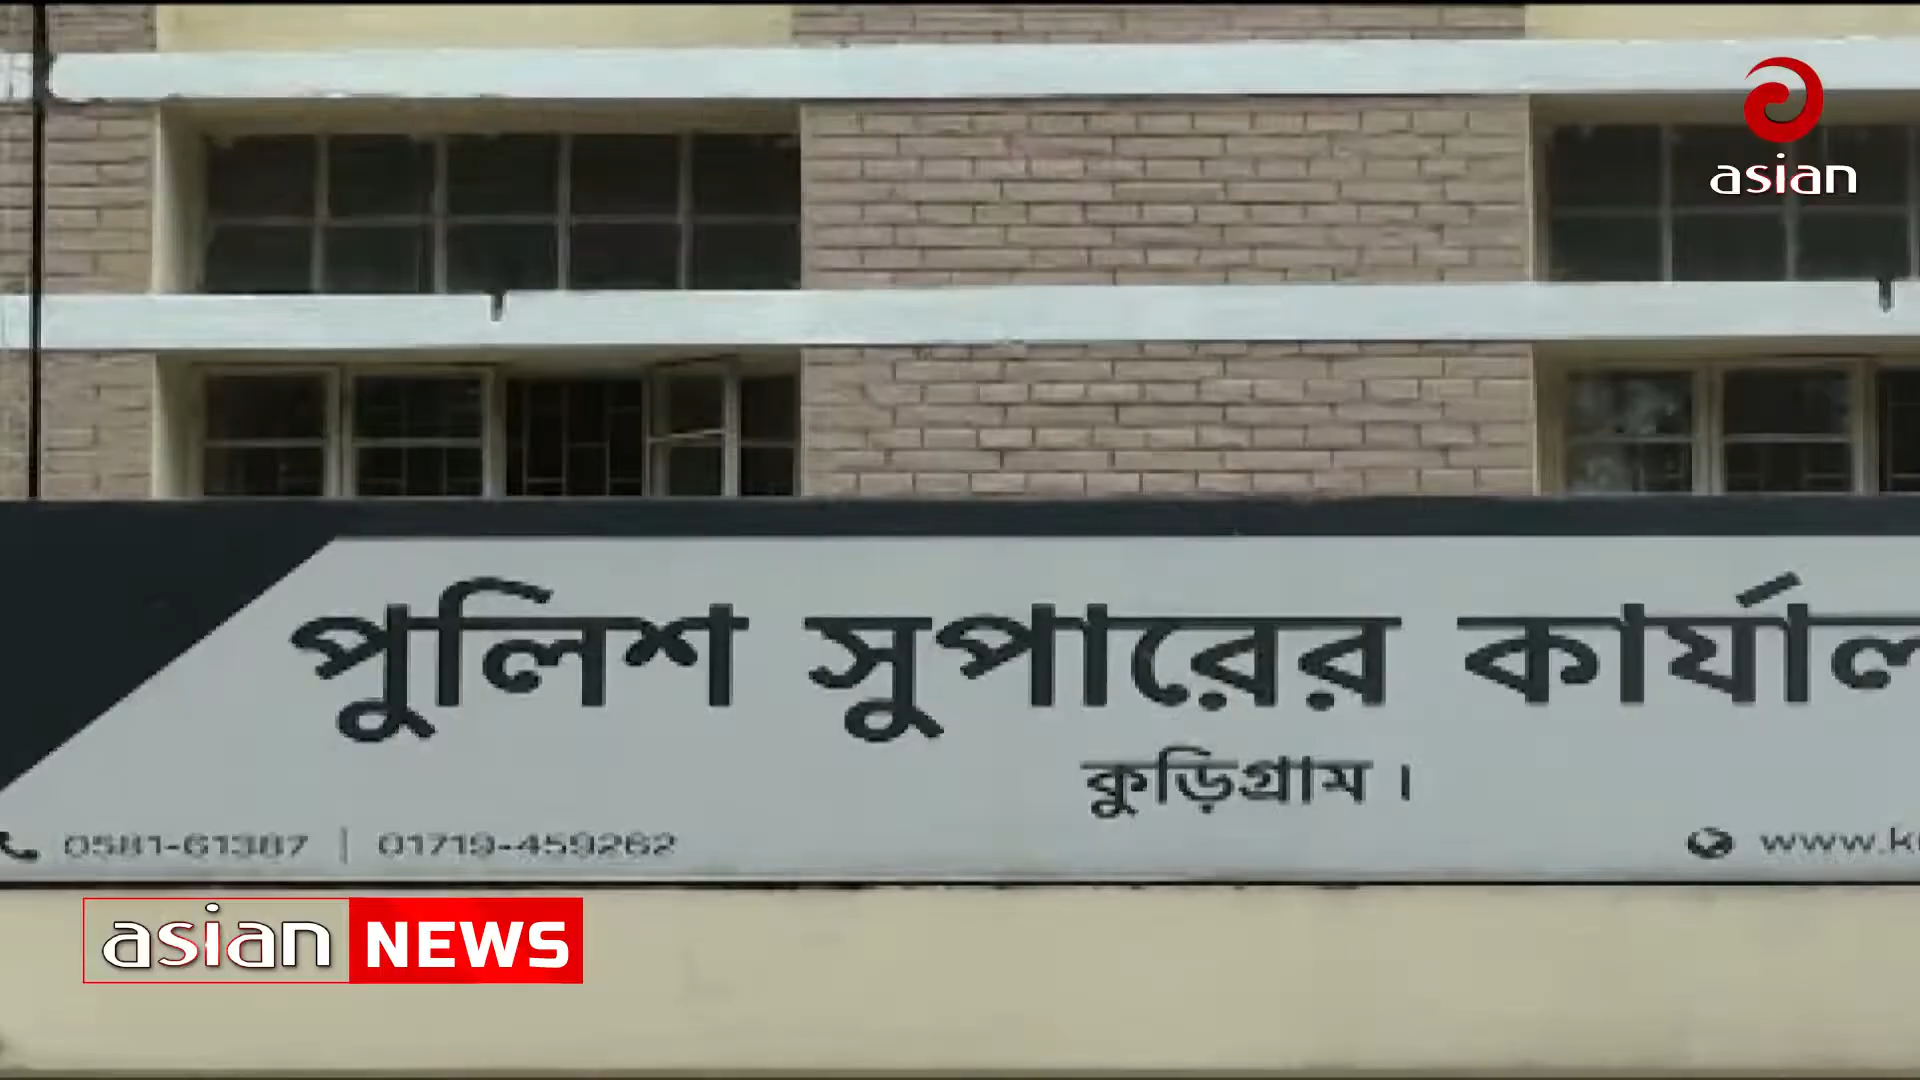 asian
পুলিশ সুপারের কার্যাল
কুড়িগ্রাম ।
0581-61387 | 01719-459262
www.k
asian NEWS